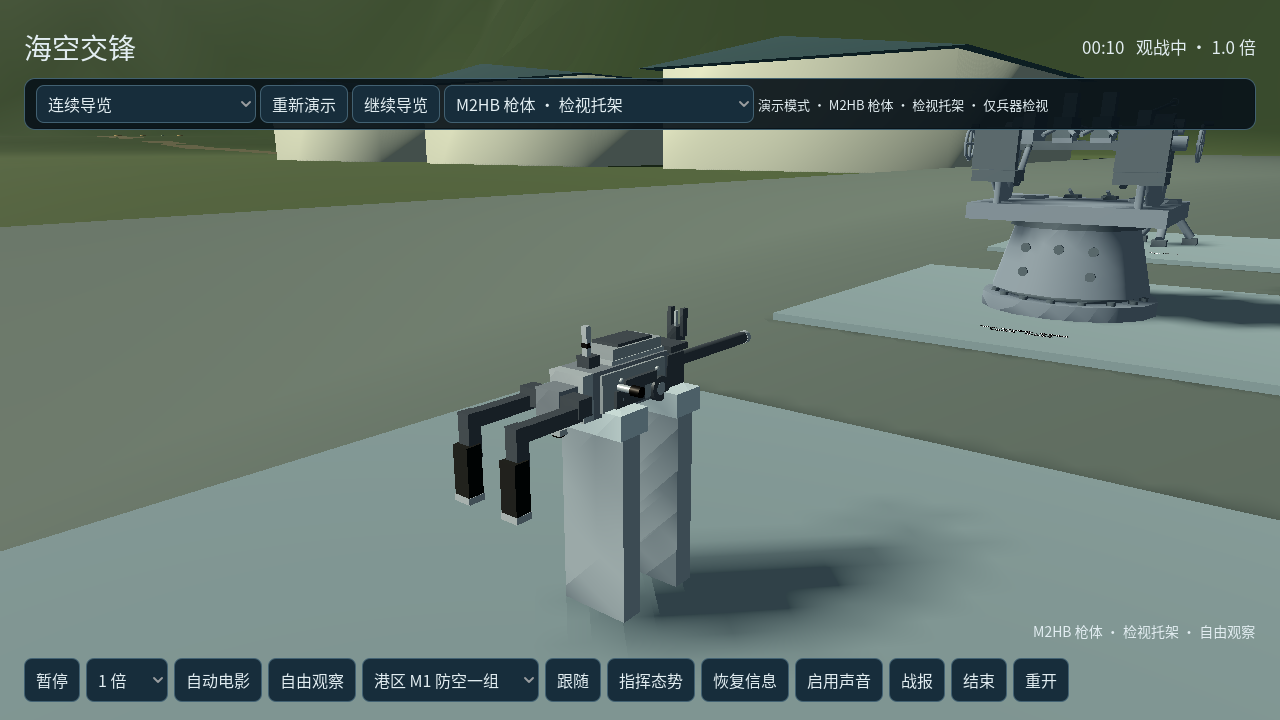 海空交锋
00:10 观战中 · 1.0 倍
连续导览 重新演示 继续导览 M2HB 枪体 · 检视托架 演示模式 · M2HB 枪体 · 检视托架 · 仅兵器检视
M2HB 枪体 · 检视托架 · 自由观察
暂停 1 倍 自动电影 自由观察 港区 M1 防空一组 跟随 指挥态势 恢复信息 启用声音 战报 结束 重开